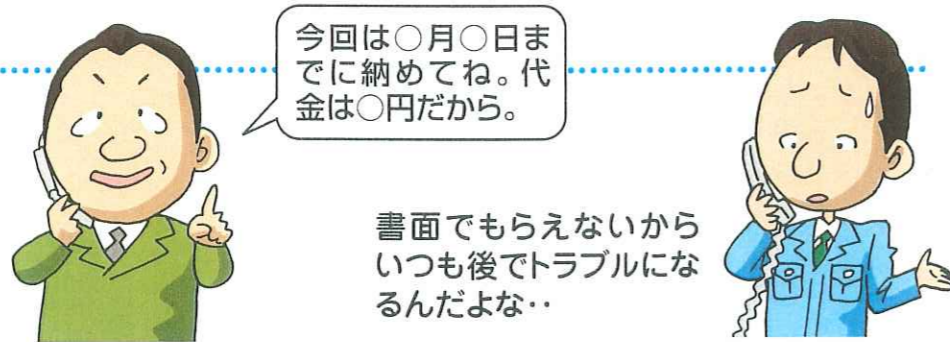 今回は○月○日ま
でに納めてね。代
金は○円だから。
書面でもらえないから
いつも後でトラブルにな
るんだよな‥